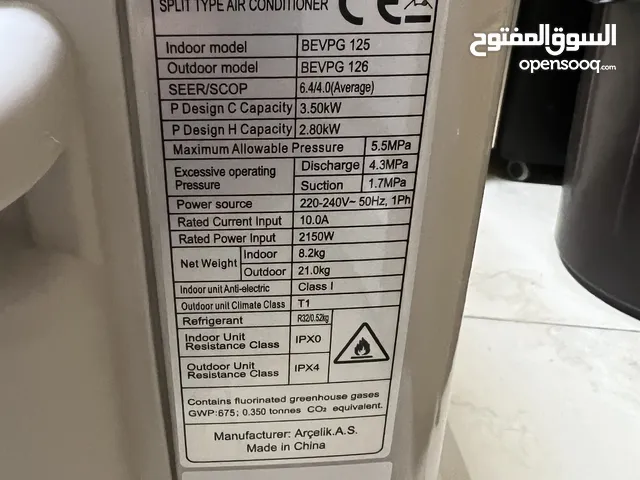 SPLIT TYPE AIR CONDITIONER CE
السوق المفتوح
opensooq.com
Indoor model BEVPG 125
Outdoor model BEVPG 126
SEER/SCOP 6.4/4.0(Average)
P Design C Capacity 3.50kW
P Design H Capacity 2.80kW
Maximum Allowable Pressure 5.5MPa
Excessive operating Pressure Discharge 4.3MPa
Suction 1.7MPa
Power source 220-240V~ 50Hz, 1Ph
Rated Current Input 10.0A
Rated Power Input 2150W
Net Weight Indoor 8.2kg
Outdoor 21.0kg
Indoor unit Anti-electric Class I
Outdoor unit Climate Class T1
Refrigerant R32/0.52kg
Indoor Unit Resistance Class IPX0
Outdoor Unit Resistance Class IPX4
Contains fluorinated greenhouse gases
GWP:675; 0.350 tonnes CO₂ equivalent.
Manufacturer: Arçelik.A.S.
Made in China